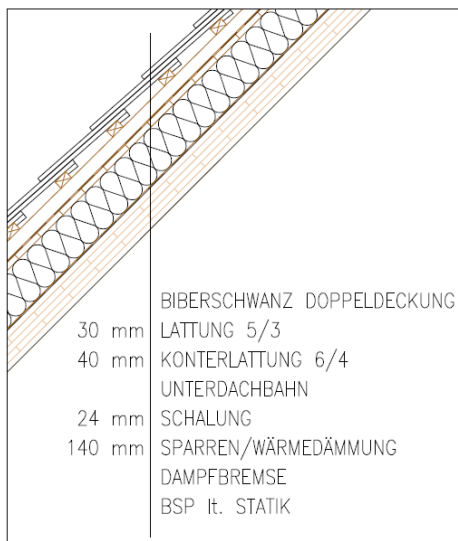 BIBERSCHWANZ DOPPELDECKUNG
30 mm LATTUNG 5/3
40 mm KONTERLATTUNG 6/4
UNTERDACHBAHN
24 mm SCHALUNG
140 mm SPARREN/WÄRMEDÄMMUNG
DAMPFBREMSE
BSP lt. STATIK